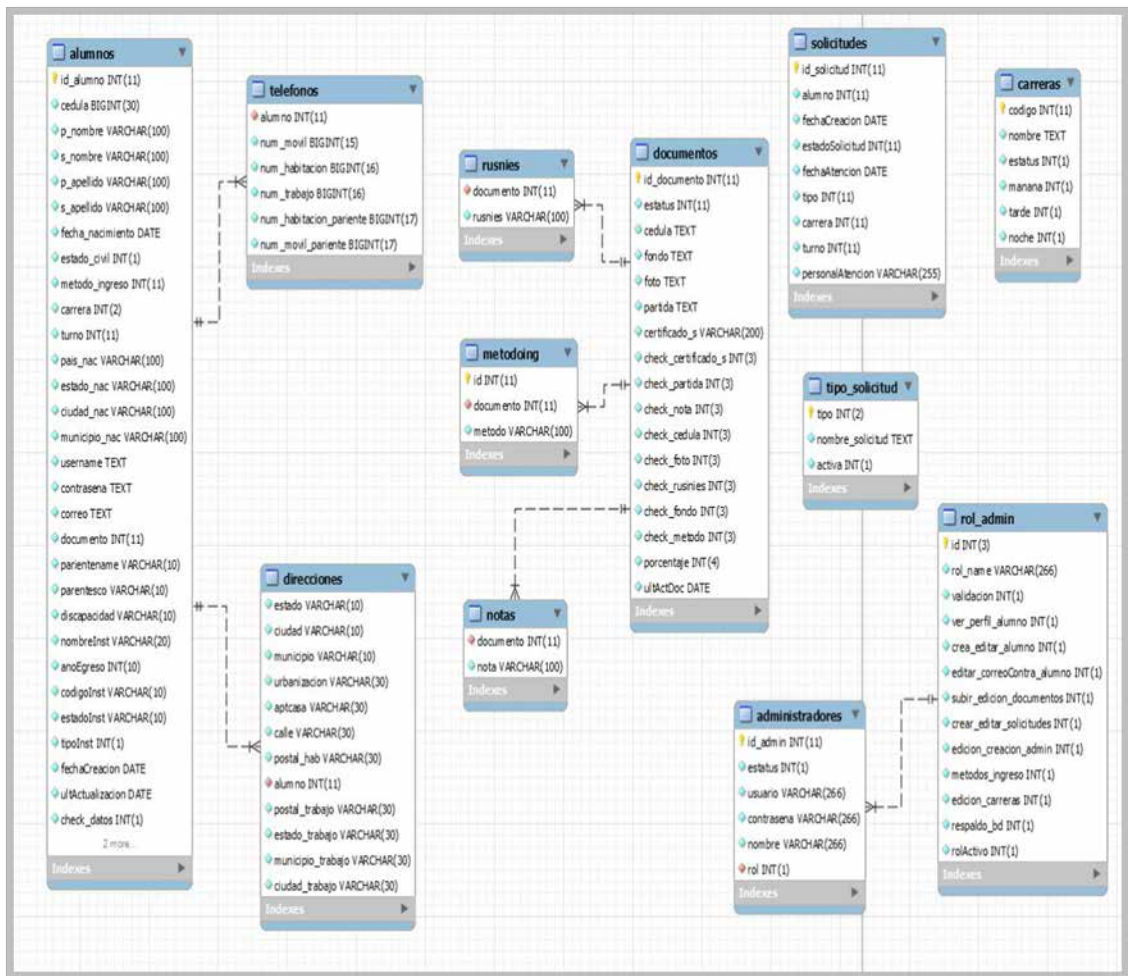 alumnos
id_alumno INT(11)
cedula BIGINT(30)
p_nombre VARCHAR(100)
s_nombre VARCHAR(100)
p_apellido VARCHAR(100)
s_apellido VARCHAR(100)
fecha_nacimiento DATE
estado_civil INT(1)
metodo_ingreso INT(11)
carrera INT(2)
turno INT(11)
pais_nac VARCHAR(100)
estado_nac VARCHAR(100)
ciudad_nac VARCHAR(100)
municipio_nac VARCHAR(100)
username TEXT
contrasena TEXT
correo TEXT
documento INT(11)
parientename VARCHAR(10)
parentesco VARCHAR(10)
discapacidad VARCHAR(10)
nombreInst VARCHAR(20)
anoEgreso INT(10)
codigoInst VARCHAR(10)
estadoInst VARCHAR(10)
tipoInst INT(1)
fechaCreacion DATE
ultActualizacion DATE
check_datos INT(1)
2 more...
Indexes
telefonos
alumno INT(11)
num_movil BIGINT(15)
num_habitacion BIGINT(16)
num_trabajo BIGINT(16)
num_habitacion_pariente BIGINT(17)
num_movil_pariente BIGINT(17)
Indexes
direcciones
estado VARCHAR(10)
ciudad VARCHAR(10)
municipio VARCHAR(10)
urbanizacion VARCHAR(30)
aptcasa VARCHAR(30)
calle VARCHAR(30)
postal_hab VARCHAR(30)
alumno INT(11)
postal_trabajo VARCHAR(30)
estado_trabajo VARCHAR(30)
municipio_trabajo VARCHAR(30)
ciudad_trabajo VARCHAR(30)
Indexes
rusnies
documento INT(11)
rusnies VARCHAR(100)
Indexes
metodoing
id INT(11)
documento INT(11)
metodo VARCHAR(100)
Indexes
notas
documento INT(11)
nota VARCHAR(100)
Indexes
documentos
id_documento INT(11)
estatus INT(11)
cedula TEXT
fondo TEXT
foto TEXT
partida TEXT
certificado_s VARCHAR(200)
check_certificado_s INT(3)
check_partida INT(3)
check_nota INT(3)
check_cedula INT(3)
check_foto INT(3)
check_rusinies INT(3)
check_fondo INT(3)
check_metodo INT(3)
porcentaje INT(4)
ultActDoc DATE
Indexes
solicitudes
id_solicitud INT(11)
alumno INT(11)
fechaCreacion DATE
estadoSolicitud INT(11)
fechaAtencion DATE
tipo INT(11)
carrera INT(11)
turno INT(11)
personalAtencion VARCHAR(255)
Indexes
carreras
codigo INT(11)
nombre TEXT
estatus INT(1)
manana INT(1)
tarde INT(1)
noche INT(1)
Indexes
tipo_solicitud
tipo INT(2)
nombre_solicitud TEXT
activa INT(1)
Indexes
administradores
id_admin INT(11)
estatus INT(1)
usuario VARCHAR(266)
contrasena VARCHAR(266)
nombre VARCHAR(266)
rol INT(1)
Indexes
rol_admin
id INT(3)
rol_name VARCHAR(266)
validacion INT(1)
ver_perfil_alumno INT(1)
crea_editar_alumno INT(1)
editar_correoContra_alumno INT(1)
subir_edicion_documentos INT(1)
crear_editar_solicitudes INT(1)
edicion_creacion_admin INT(1)
metodos_ingreso INT(1)
edicion_carreras INT(1)
respaldo_bd INT(1)
rolActivo INT(1)
Indexes